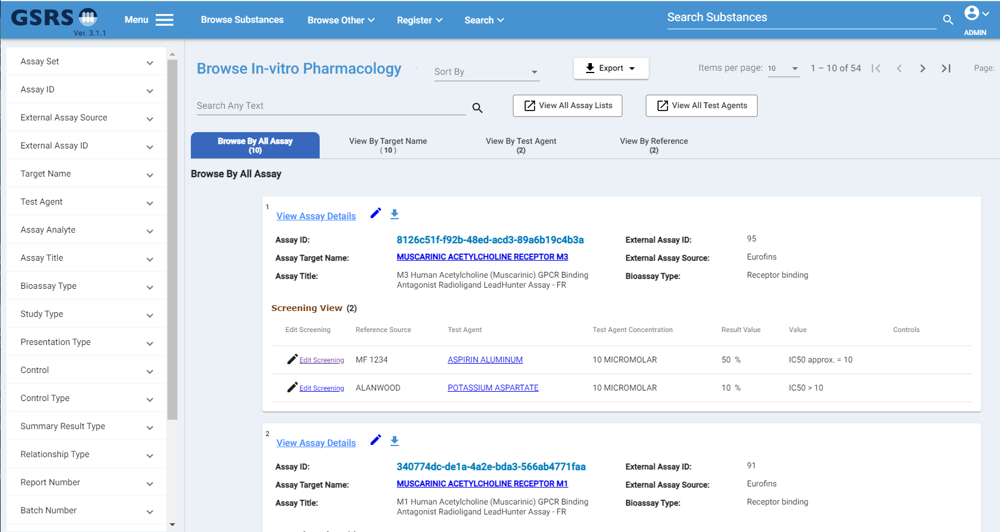 GSRS
Ver. 3.1.1
Menu
Browse Substances
Browse Other
Register
Search
Search Substances
ADMIN
Assay Set
Assay ID
External Assay Source
External Assay ID
Target Name
Test Agent
Assay Analyte
Assay Title
Bioassay Type
Study Type
Presentation Type
Control
Control Type
Summary Result Type
Relationship Type
Report Number
Batch Number
Browse In-vitro Pharmacology
Sort By
Export
Items per page: 10
1 – 10 of 54
Page:
Search Any Text
View All Assay Lists
View All Test Agents
Browse By All Assay
(10)
View By Target Name
( 10 )
View By Test Agent
(2)
View By Reference
(2)
Browse By All Assay
1
View Assay Details
Assay ID: 8126c51f-f92b-48ed-acd3-89a6b19c4b3a External Assay ID: 95
Assay Target Name: MUSCARINIC ACETYLCHOLINE RECEPTOR M3 External Assay Source: Eurofins
Assay Title: M3 Human Acetylcholine (Muscarinic) GPCR Binding Bioassay Type: Receptor binding
Antagonist Radioligand LeadHunter Assay - FR
Screening View (2)
Edit Screening Reference Source Test Agent Test Agent Concentration Result Value Value Controls
Edit Screening MF 1234 ASPIRIN ALUMINUM 10 MICROMOLAR 50 % IC50 approx. = 10
Edit Screening ALANWOOD POTASSIUM ASPARTATE 10 MICROMOLAR 10 % IC50 > 10
2
View Assay Details
Assay ID: 340774dc-de1a-4a2e-bda3-566ab4771faa External Assay ID: 91
Assay Target Name: MUSCARINIC ACETYLCHOLINE RECEPTOR M1 External Assay Source: Eurofins
Assay Title: M1 Human Acetylcholine (Muscarinic) GPCR Binding Bioassay Type: Receptor binding
Antagonist Radioligand LeadHunter Assay - FR